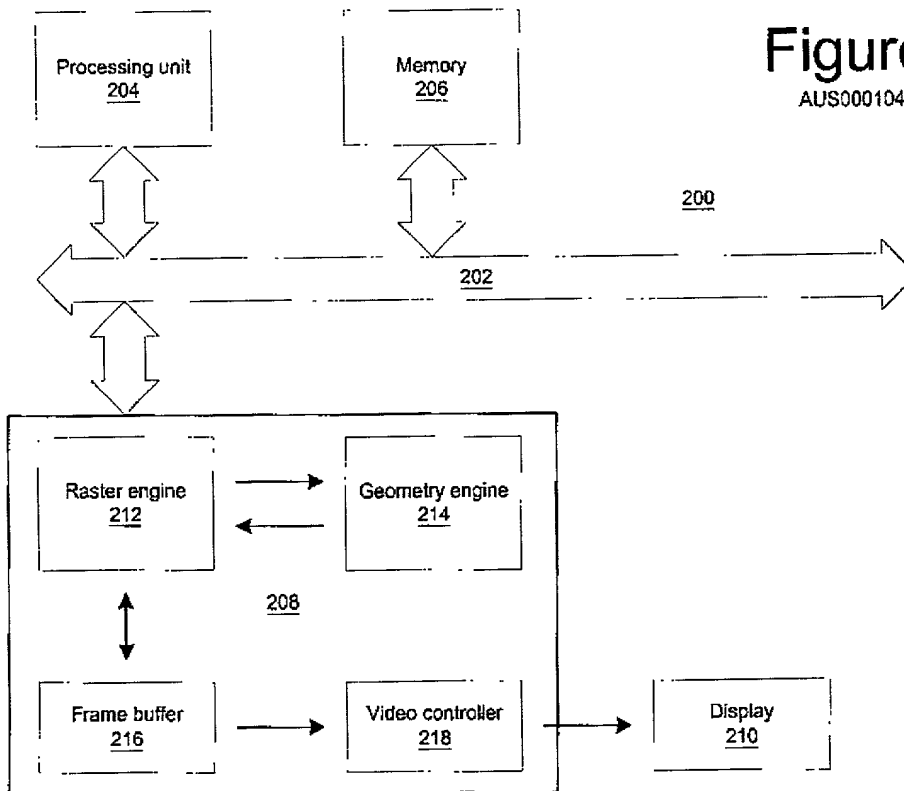 Figure
AUS000104
Processing unit
204
Memory
206
200
202
Raster engine
212
Geometry engine
214
208
Frame buffer
216
Video controller
218
Display
210